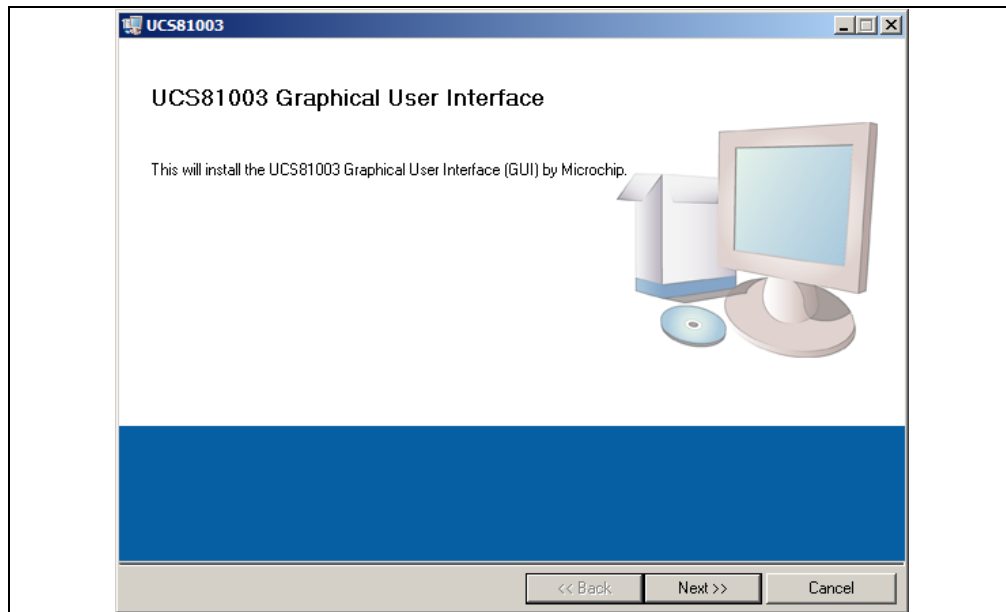 UCS81003
UCS81003 Graphical User Interface
This will install the UCS81003 Graphical User Interface (GUI) by Microchip.
<< Back
Next >>
Cancel